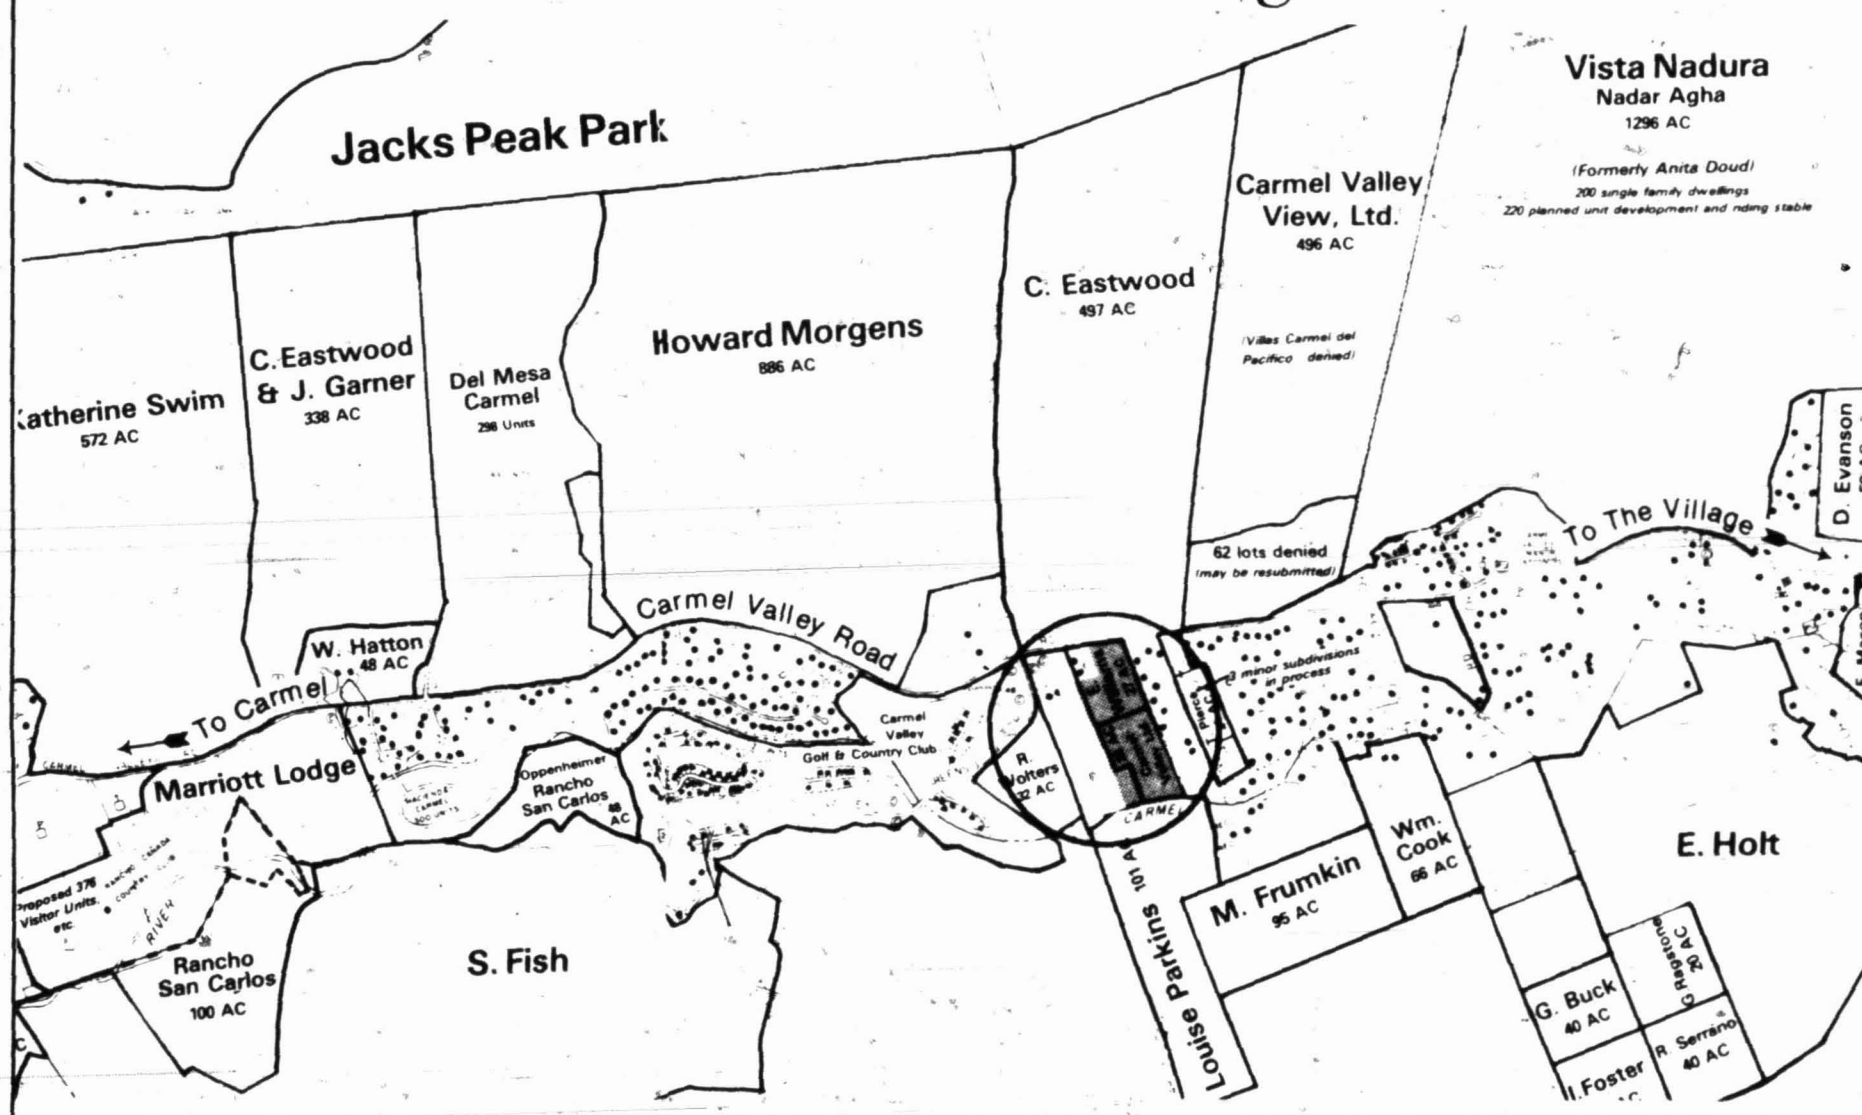 Jacks Peak Park
Vista Nadura
Nadar Agha
1296 AC
(Formerly Anita Doud)
200 single family dwellings
220 planned unit development and riding stable
Carmel Valley
View, Ltd.
496 AC
(Villas Carmel del
Pacifico denied)
62 lots denied
(may be resubmitted)
C. Eastwood
497 AC
Howard Morgens
886 AC
Del Mesa
Carmel
298 Units
C. Eastwood
& J. Garner
338 AC
Katherine Swim
572 AC
D. Evanson
To The Village
Carmel Valley Road
W. Hatton
48 AC
To Carmel
Marriott Lodge
Oppenheimer
Rancho
San Carlos
48
AC
Carmel
Valley
Golf & Country Club
R.
Wolters
32 AC
CARMEL
3 minor subdivisions
in process
Proposed 376
Visitor Units,
etc.
RANCHO CANADA
COUNTRY CLUB
RIVER
Rancho
San Carlos
100 AC
S. Fish
Louise Parkins 101 A
M. Frumkin
95 AC
Wm.
Cook
66 AC
E. Holt
G. Ragstone
20 AC
G. Buck
40 AC
R. Serrano
40 AC
I. Foster